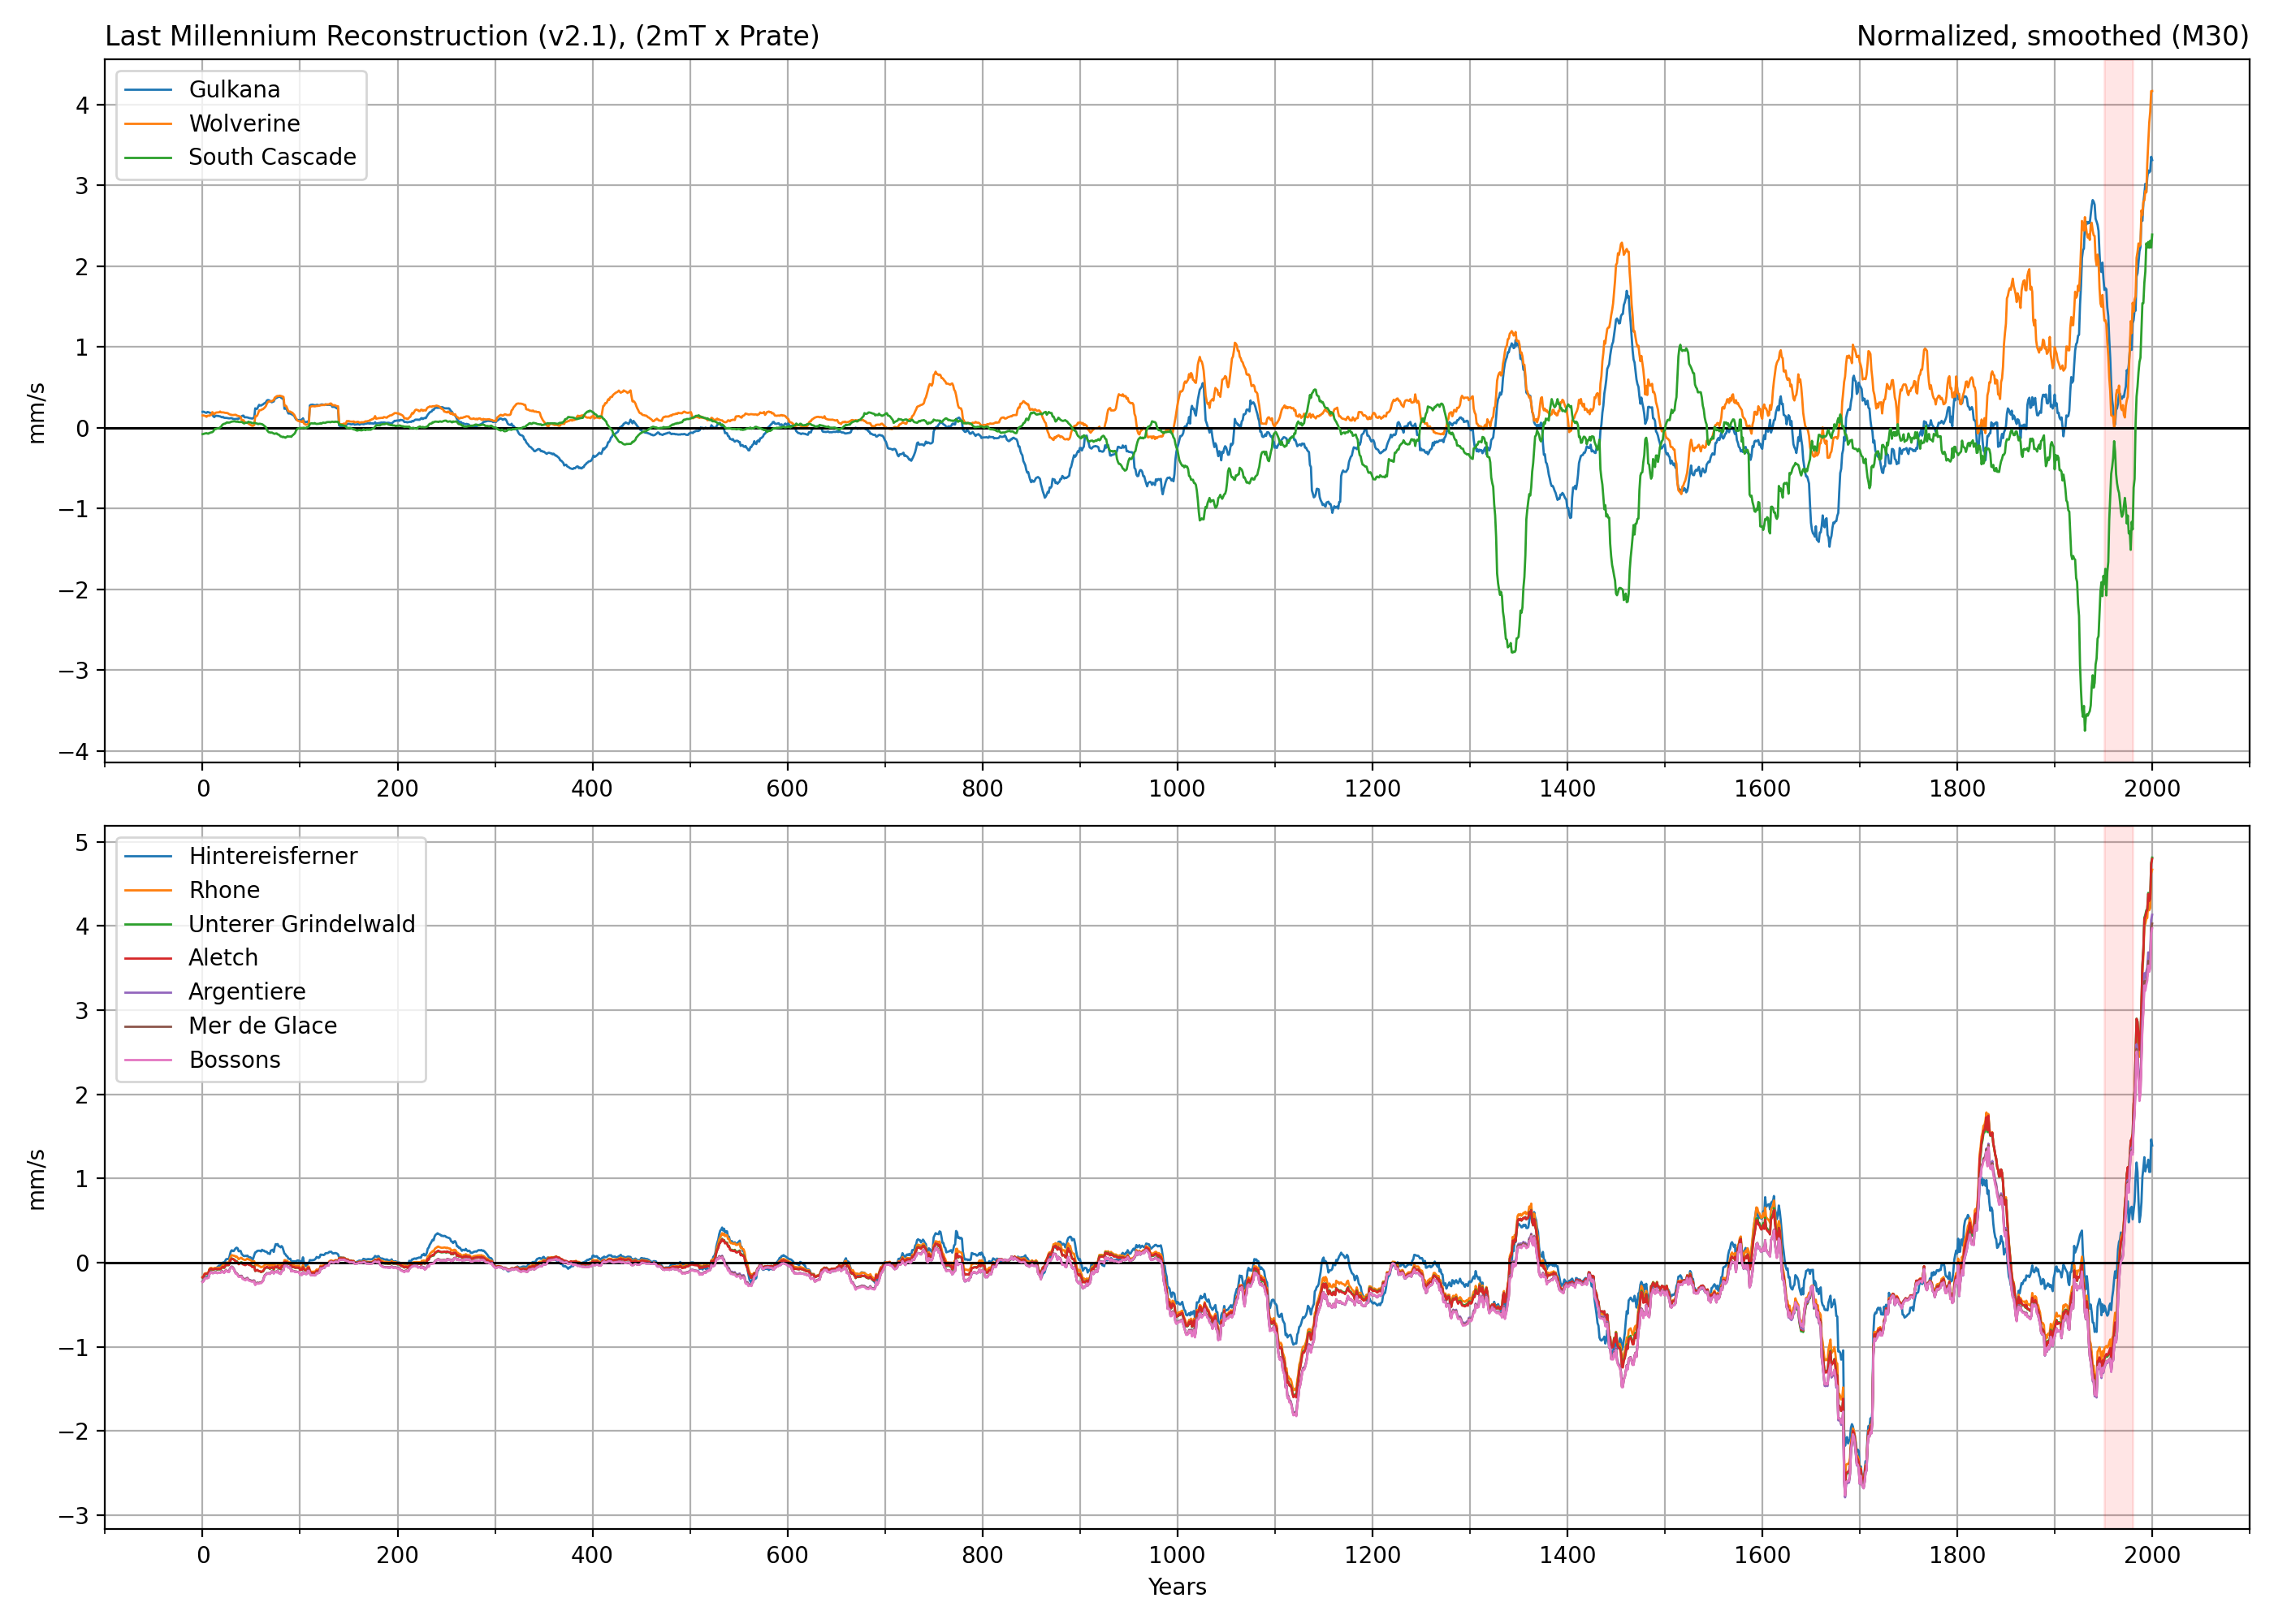 Last Millennium Reconstruction (v2.1), (2mT x Prate)
Normalized, smoothed (M30)
Gulkana
Wolverine
South Cascade
mm/s
4
3
2
1
0
−1
−2
−3
−4
0 200 400 600 800 1000 1200 1400 1600 1800 2000
Hintereisferner
Rhone
Unterer Grindelwald
Aletch
Argentiere
Mer de Glace
Bossons
mm/s
5
4
3
2
1
0
−1
−2
−3
0 200 400 600 800 1000 1200 1400 1600 1800 2000
Years